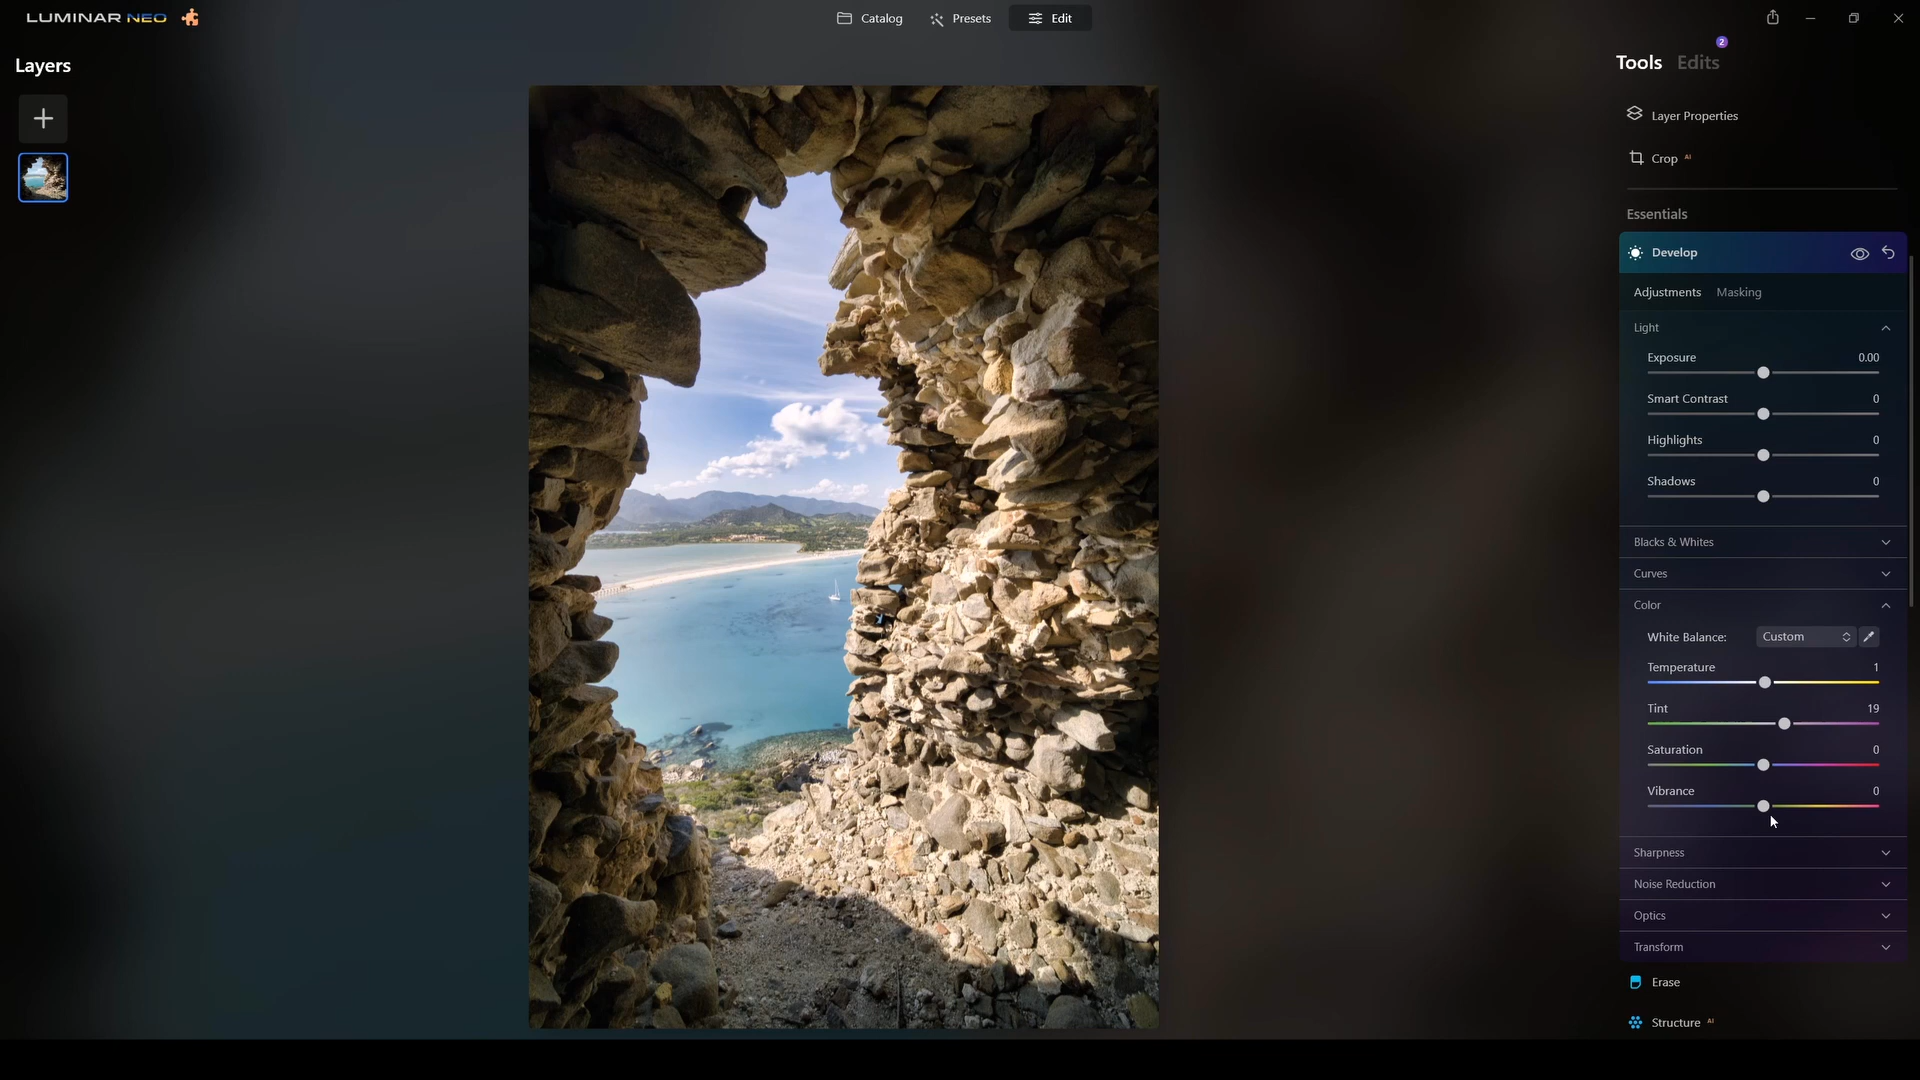 LUMINAR NEO
Catalog
Presets
Edit
Layers
2
Tools Edits
Layer Properties
Crop AI
Essentials
Develop
Adjustments Masking
Light
Exposure 0.00
Smart Contrast 0
Highlights 0
Shadows 0
Blacks & Whites
Curves
Color
White Balance: Custom
Temperature 1
Tint 19
Saturation 0
Vibrance 0
Sharpness
Noise Reduction
Optics
Transform
Erase
Structure AI